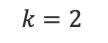 k = 2